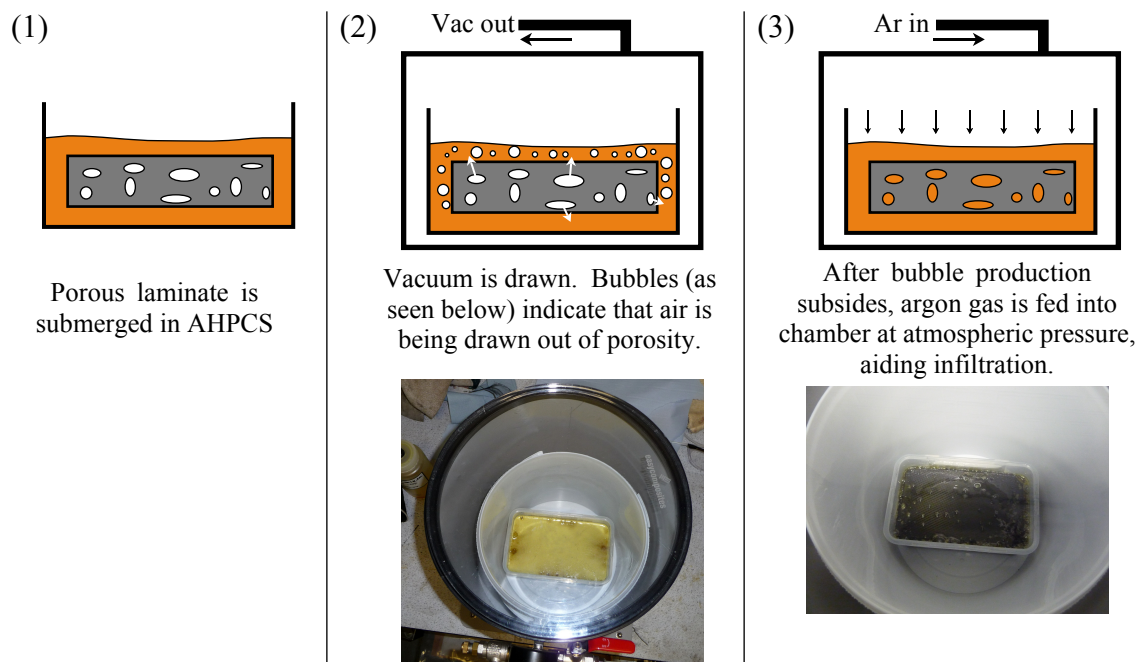 (1)
Porous laminate is
submerged in AHPCS
(2)
Vac out
Vacuum is drawn. Bubbles (as
seen below) indicate that air is
being drawn out of porosity.
easycomposites
(3)
Ar in
After bubble production
subsides, argon gas is fed into
chamber at atmospheric pressure,
aiding infiltration.